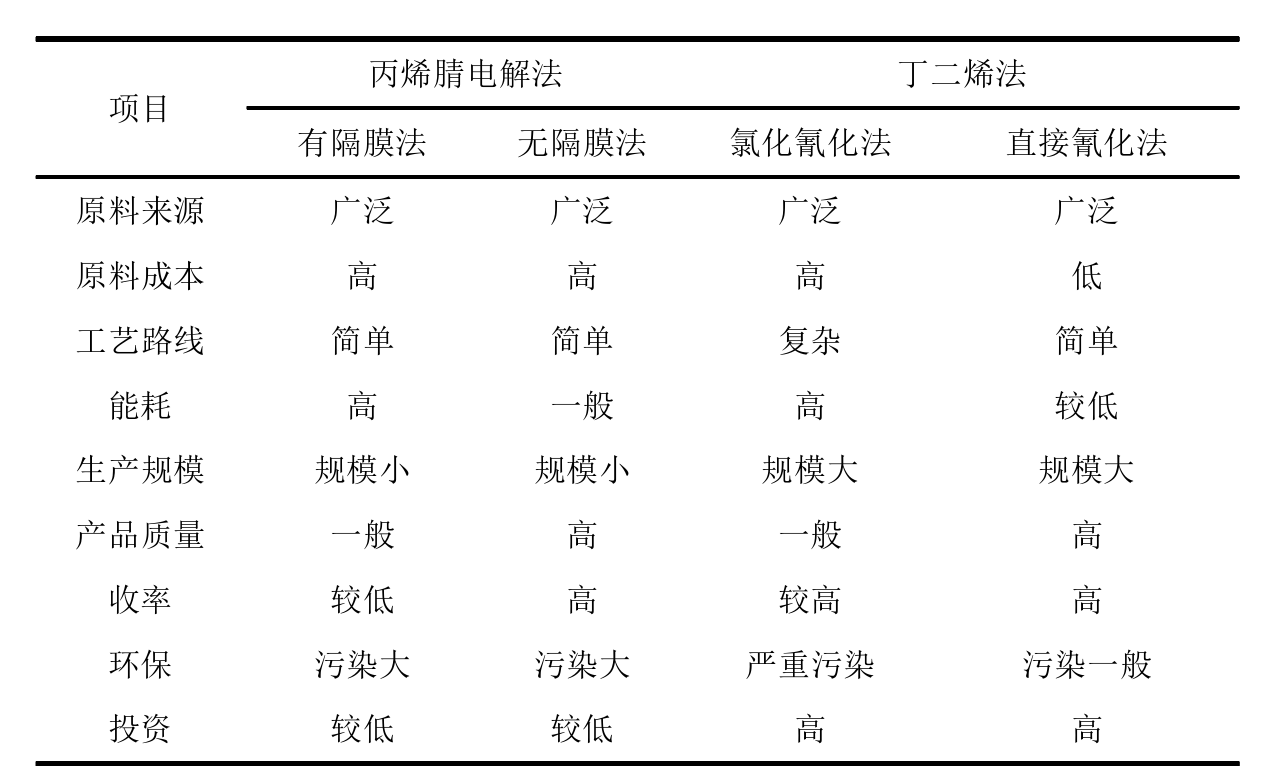 项目 丙烯腈电解法 丁二烯法
有隔膜法 无隔膜法 氯化氰化法 直接氰化法
原料来源 广泛 广泛 广泛 广泛
原料成本 高 高 高 低
工艺路线 简单 简单 复杂 简单
能耗 高 一般 高 较低
生产规模 规模小 规模小 规模大 规模大
产品质量 一般 高 一般 高
收率 较低 高 较高 高
环保 污染大 污染大 严重污染 污染一般
投资 较低 较低 高 高